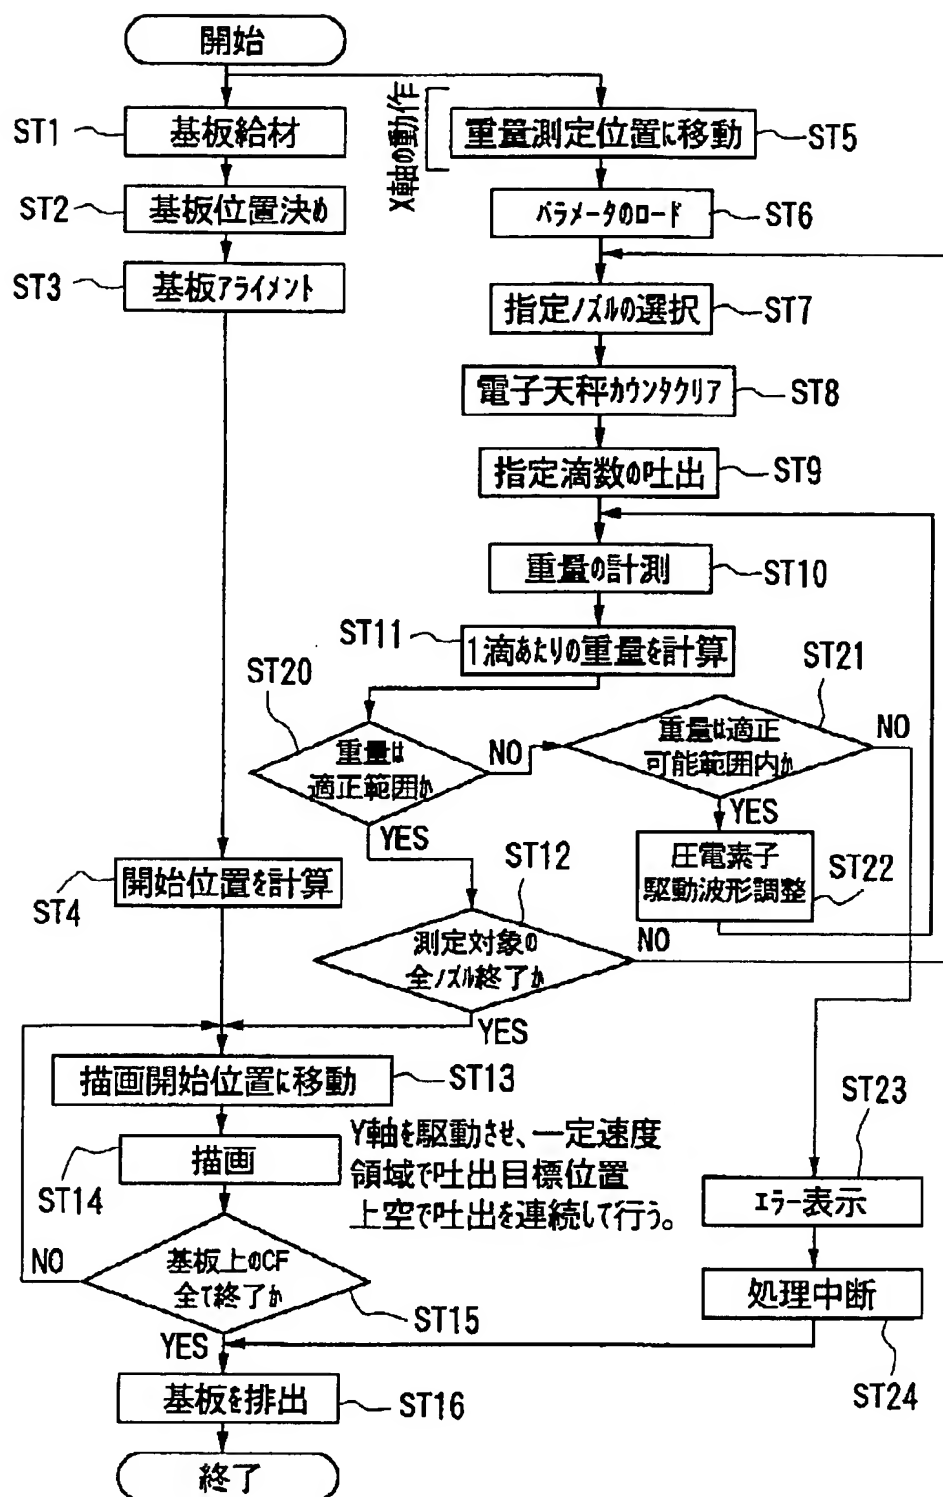 開始
ST1
基板給材
X軸の動作
重量測定位置に移動
ST5
ST2
基板位置決め
パラメータのロード
ST6
ST3
基板アライメント
指定ノズルの選択
ST7
電子天秤カウンタクリア
ST8
指定滴数の吐出
ST9
重量の計測
ST10
ST11
1滴あたりの重量を計算
ST20
重量は
適正範囲か
NO
YES
ST21
重量は適正
可能範囲内か
NO
YES
圧電素子
駆動波形調整
ST22
開始位置を計算
ST4
ST12
測定対象の
全ノズル終了か
NO
YES
描画開始位置に移動
ST13
描画
ST14
Y軸を駆動させ、一定速度
領域で吐出目標位置
上空で吐出を連続して行う。
ST23
エラー表示
基板上のCF
全て終了か
NO
ST15
YES
処理中断
ST24
基板を排出
ST16
終了